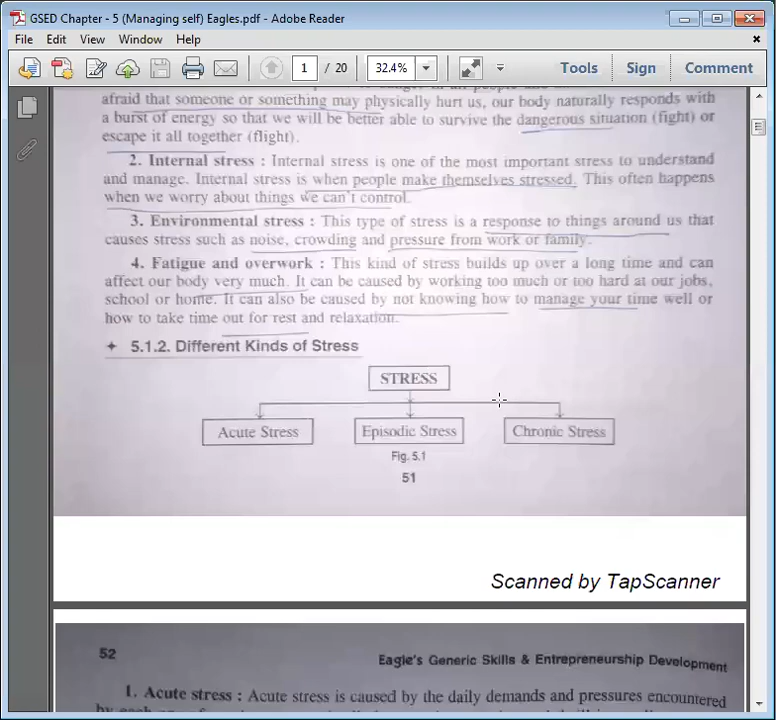 GSED Chapter - 5 (Managing self) Eagles.pdf - Adobe Reader
File Edit View Window Help
1 / 20 32.4% Tools Sign Comment
afraid that someone or something may physically hurt us, our body naturally responds with
a burst of energy so that we will be better able to survive the dangerous situation (fight) or
escape it all together (flight).
2. Internal stress : Internal stress is one of the most important stress to understand
and manage. Internal stress is when people make themselves stressed. This often happens
when we worry about things we can't control.
3. Environmental stress : This type of stress is a response to things around us that
causes stress such as noise, crowding and pressure from work or family.
4. Fatigue and overwork : This kind of stress builds up over a long time and can
affect our body very much. It can be caused by working too much or too hard at our jobs,
school or home. It can also be caused by not knowing how to manage your time well or
how to take time out for rest and relaxation.
+ 5.1.2. Different Kinds of Stress
STRESS
Acute Stress Episodic Stress Chronic Stress
Fig. 5.1
51
Scanned by TapScanner
52 Eagle's Generic Skills & Entrepreneurship Development
1. Acute stress : Acute stress is caused by the daily demands and pressures encountered